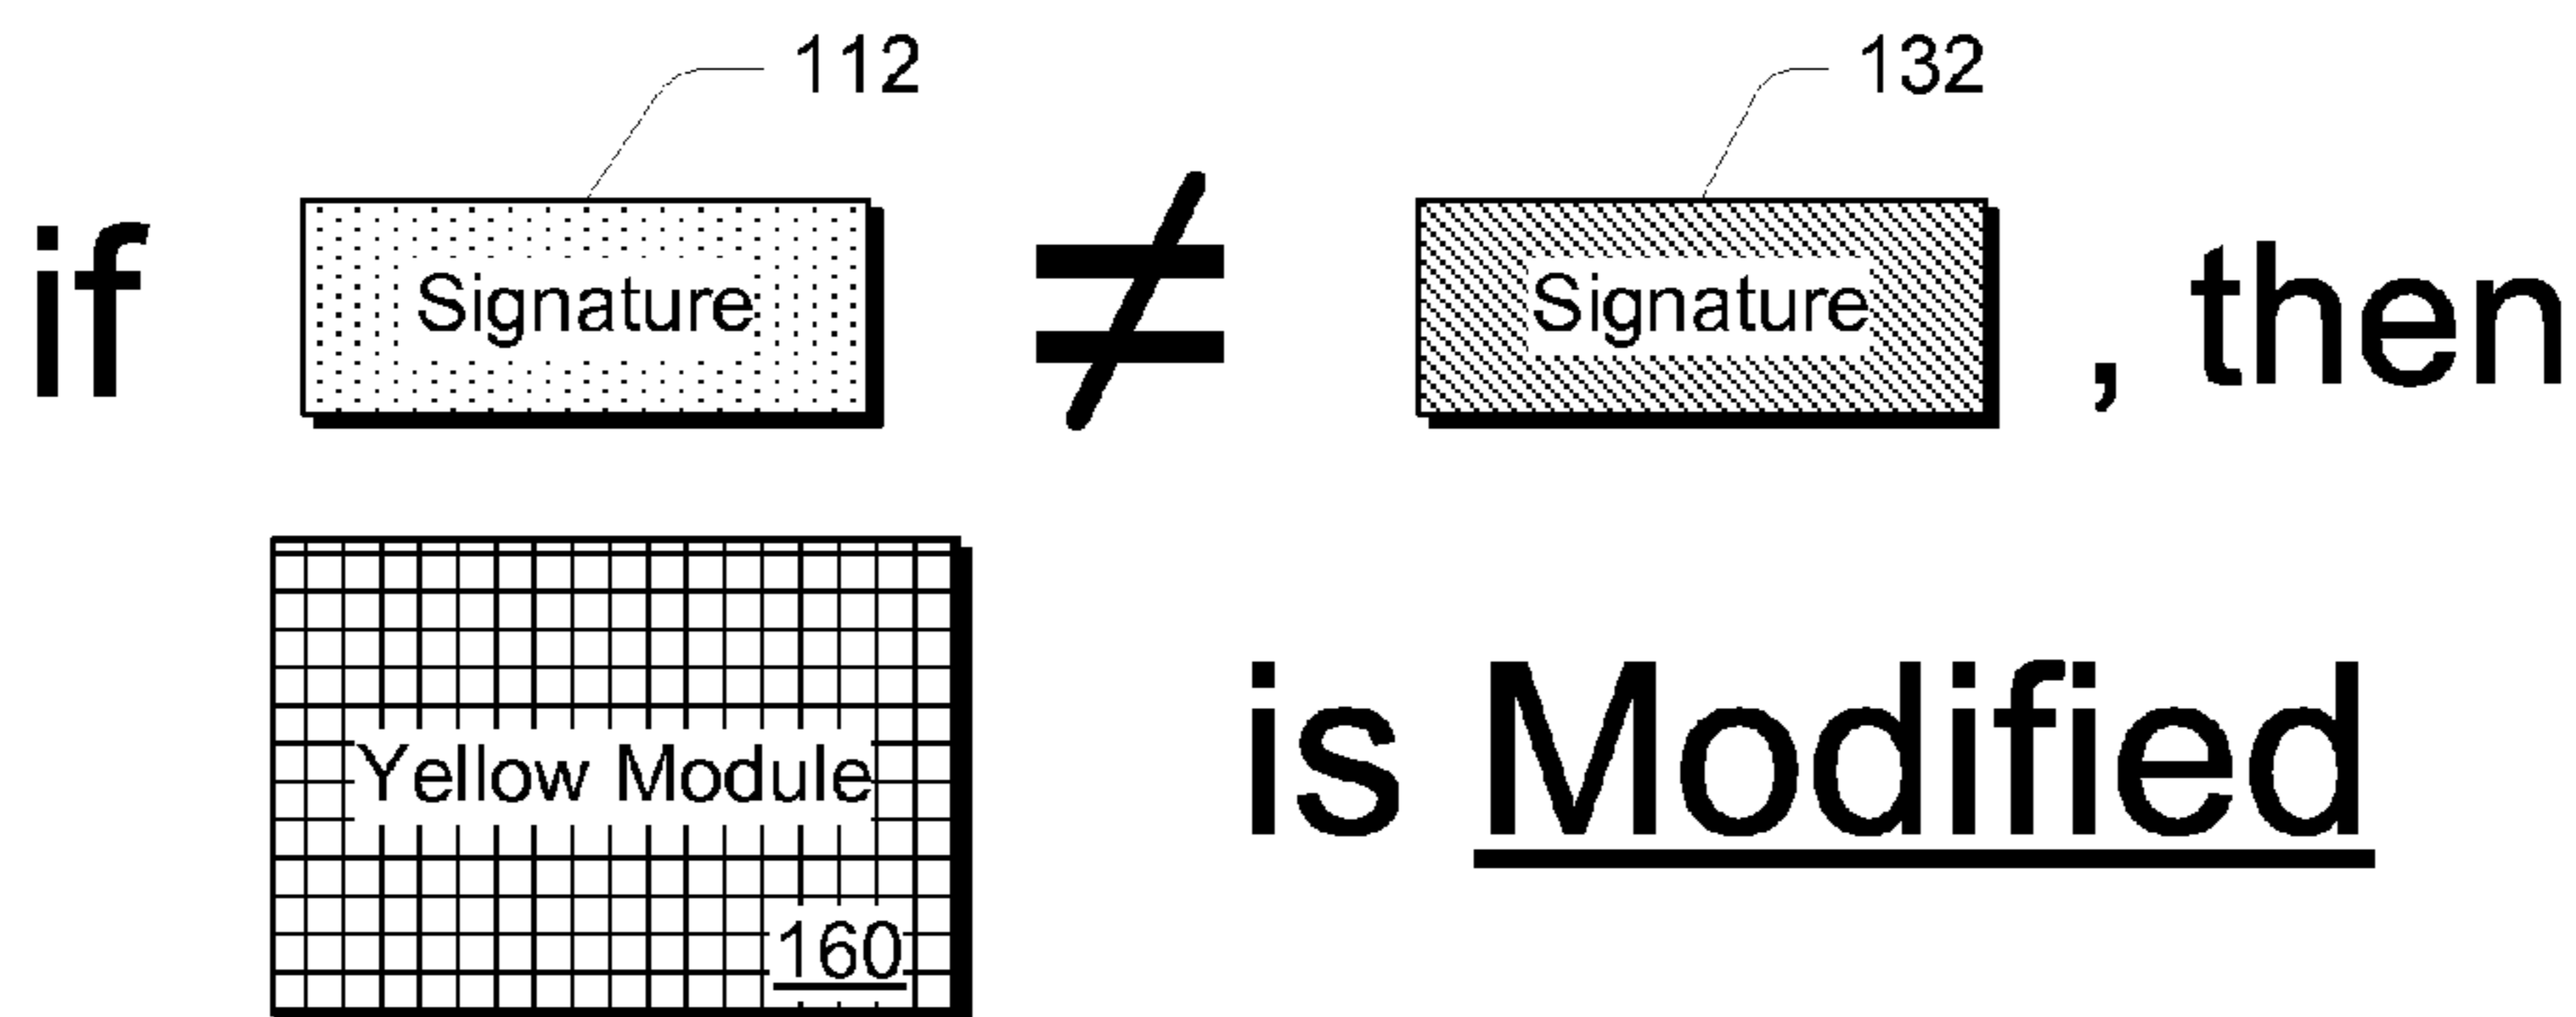 112 132
if Signature ≠ Signature , then
Yellow Module is Modified
160